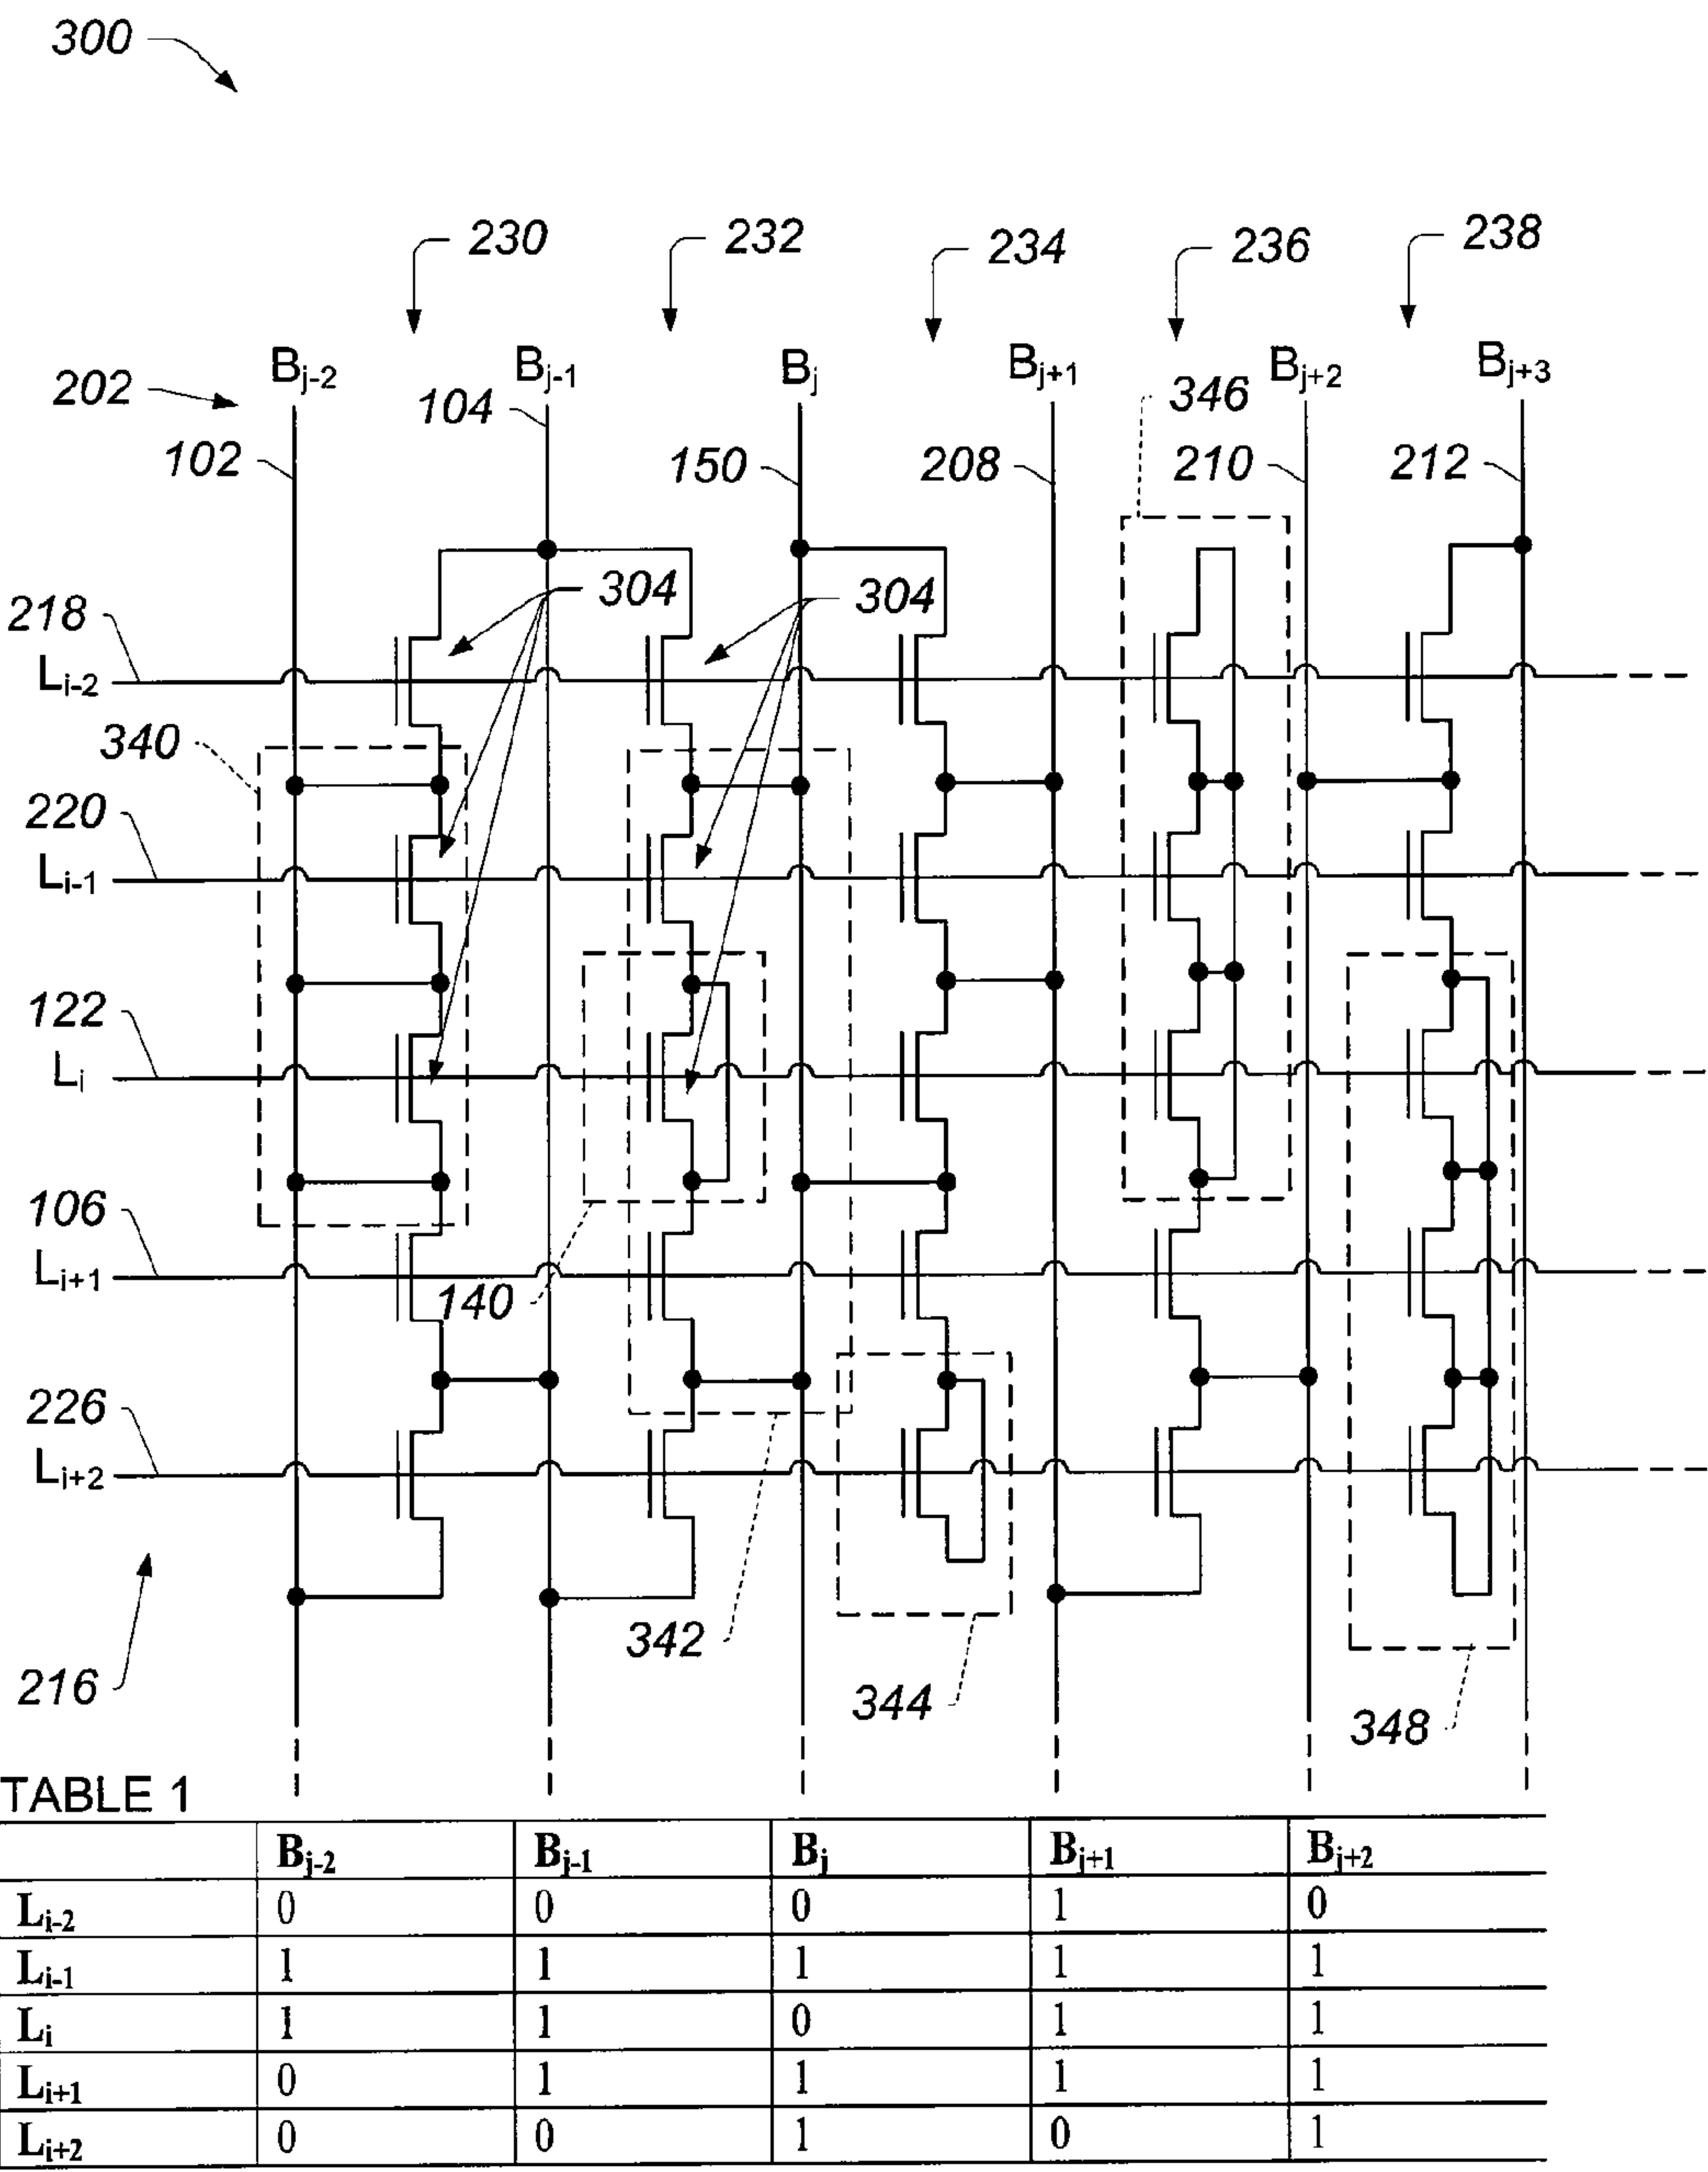 300
230 232 234 236 238
B_{j-2} B_{j-1} B_j B_{j+1} B_{j+2} B_{j+3}
202 104 346
102 150 208 210 212
218 304 304
L_{i-2}
340
220
L_{i-1}
122
L_i
106
L_{i+1} 140
226
L_{i+2}
342
216 344 348
TABLE 1
B_{j-2} B_{j-1} B_j B_{j+1} B_{j+2}
L_{i-2} 0 0 0 1 0
L_{i-1} 1 1 1 1 1
L_i 1 1 0 1 1
L_{i+1} 0 1 1 1 1
L_{i+2} 0 0 1 0 1